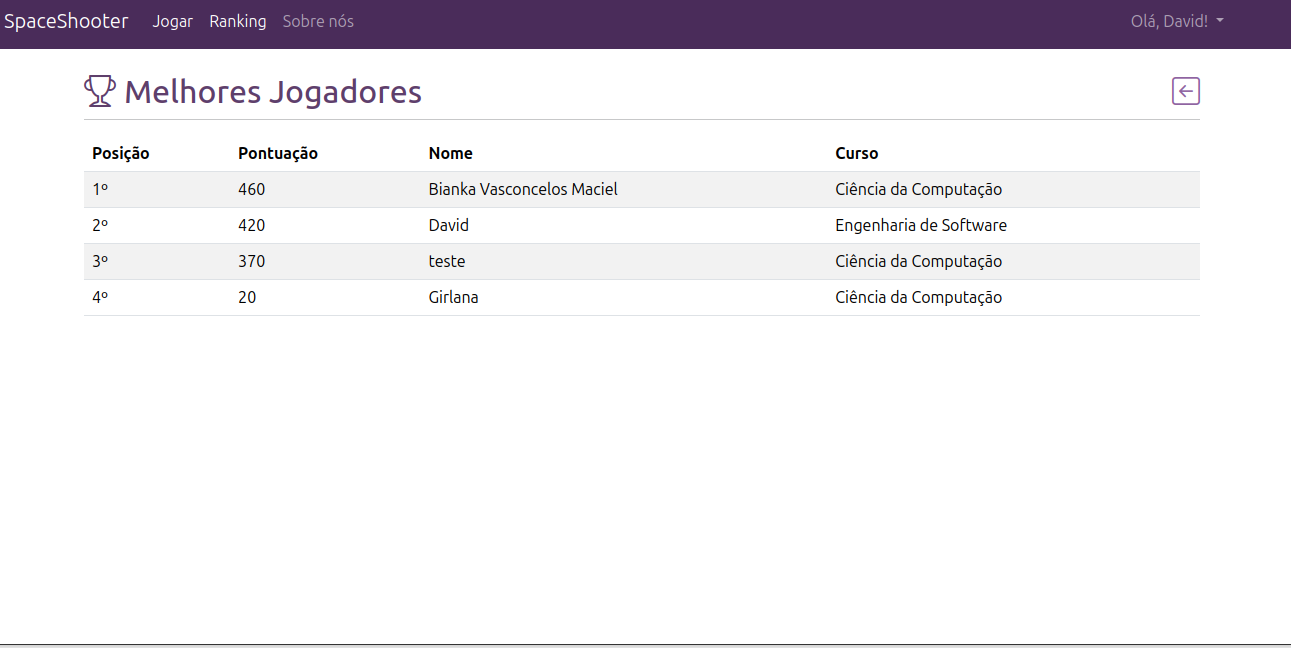 SpaceShooter Jogar Ranking Sobre nós Olá, David!
Melhores Jogadores
Posição Pontuação Nome Curso
1º 460 Bianka Vasconcelos Maciel Ciência da Computação
2º 420 David Engenharia de Software
3º 370 teste Ciência da Computação
4º 20 Girlana Ciência da Computação